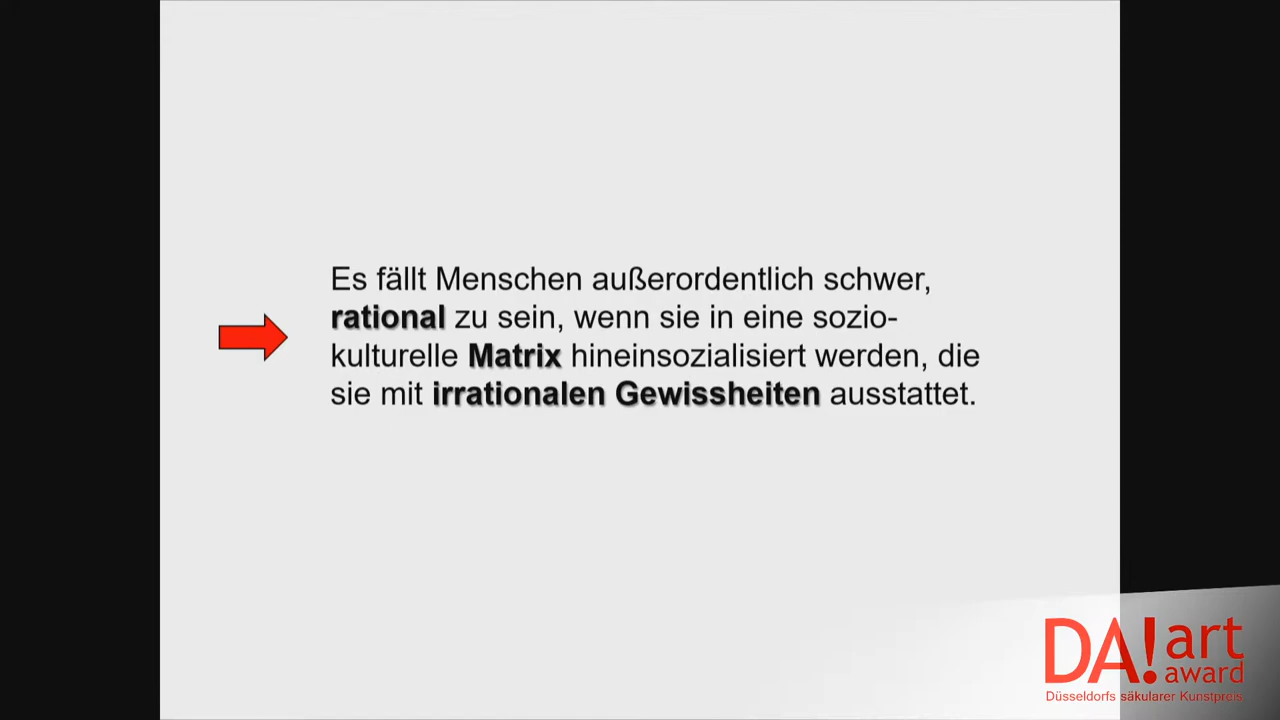 Es fällt Menschen außerordentlich schwer,
rational zu sein, wenn sie in eine sozio-
kulturelle Matrix hineinsozialisiert werden, die
sie mit irrationalen Gewissheiten ausstattet.
DA!art
award
Düsseldorfs säkularer Kunstpreis